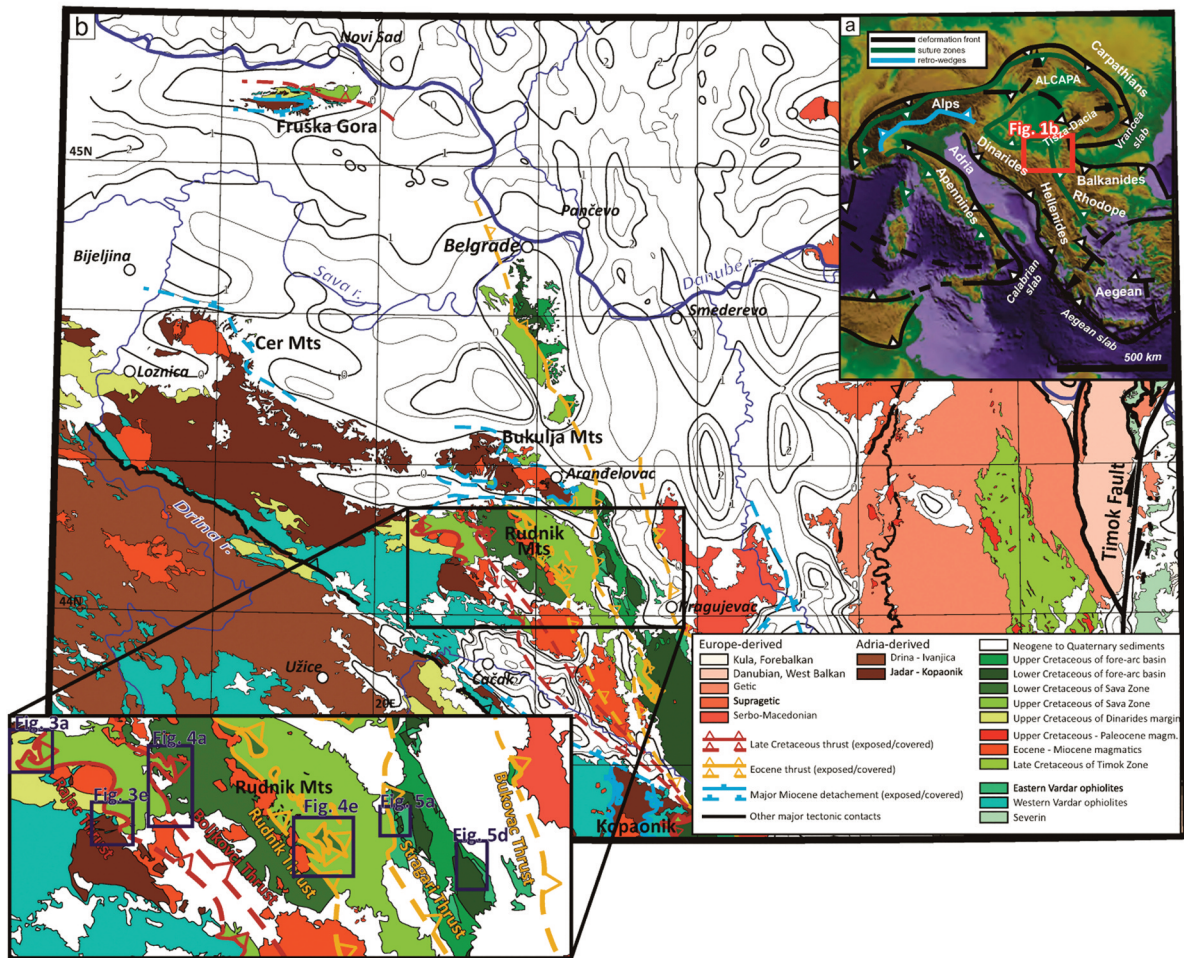 b
Novi Sad
Fruška Gora
45N
Pančevo
Belgrade
Bijeljina
Sava r.
Danube r.
Smederevo
Cer Mts
Loznica
Bukulja Mts
Aranđelovac
Drina r.
Rudnik
Mts
44N
Kragujevac
Užice
Čačak
20E
Kopaonik
Timok Fault
a
deformation front
suture zones
retro-wedges
Carpathians
ALCAPA
Alps
Fig. 1b
Tisza-Dacia
Vrancea
slab
Dinarides
Adria
Apennines
Balkanides
Rhodope
Hellenides
Calabrian
slab
Aegean
Aegean slab
500 km
Europe-derived
Kula, Forebalkan
Danubian, West Balkan
Getic
Supragetic
Serbo-Macedonian
Adria-derived
Drina - Ivanjica
Jadar - Kopaonik
Late Cretaceous thrust (exposed/covered)
Eocene thrust (exposed/covered)
Major Miocene detachement (exposed/covered)
Other major tectonic contacts
Neogene to Quaternary sediments
Upper Cretaceous of fore-arc basin
Lower Cretaceous of fore-arc basin
Lower Cretaceous of Sava Zone
Upper Cretaceous of Sava Zone
Upper Cretaceous of Dinarides margin
Upper Cretaceous - Paleocene magm.
Eocene - Miocene magmatics
Late Cretaceous of Timok Zone
Eastern Vardar ophiolites
Western Vardar ophiolites
Severin
Fig. 3a
Fig. 4a
Fig. 3e
Rudnik Mts
Fig. 4e
Fig. 5a
Fig. 5d
Boljkovci Thrust
Rudnik Thrust
Stragari Thrust
Bukovac Thrust